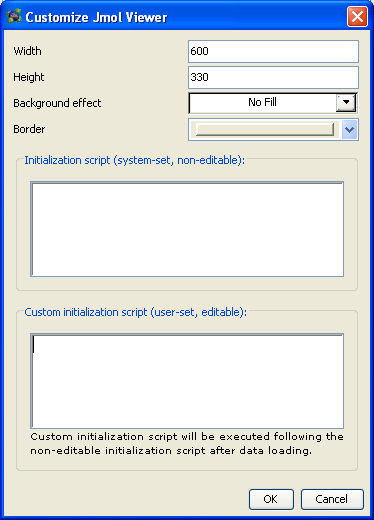 Customize Jmol Viewer
Width 600
Height 330
Background effect No Fill
Border
Initialization script (system-set, non-editable):
Custom initialization script (user-set, editable):
Custom initialization script will be executed following the
non-editable initialization script after data loading.
OK Cancel